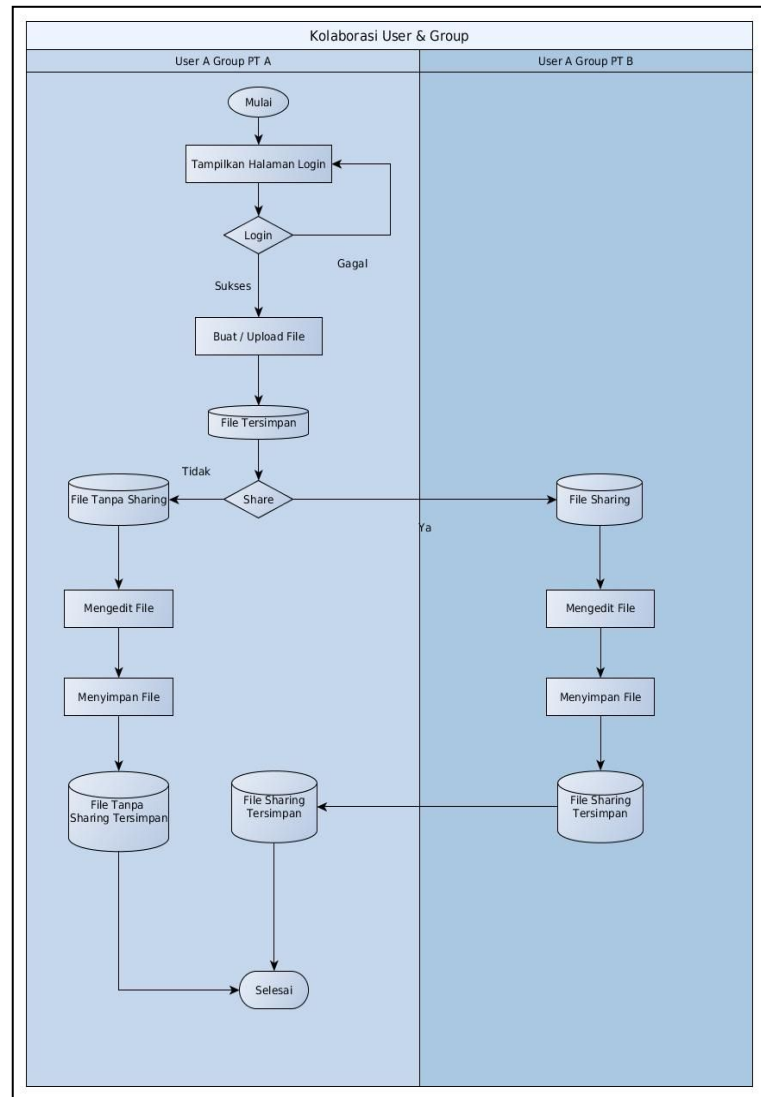 Kolaborasi User & Group
User A Group PT A
User A Group PT B
Mulai
Tampilkan Halaman Login
Login
Gagal
Sukses
Buat / Upload File
File Tersimpan
Tidak
File Tanpa Sharing
Share
File Sharing
Ya
Mengedit File
Mengedit File
Menyimpan File
Menyimpan File
File Tanpa
Sharing Tersimpan
File Sharing
Tersimpan
File Sharing
Tersimpan
Selesai